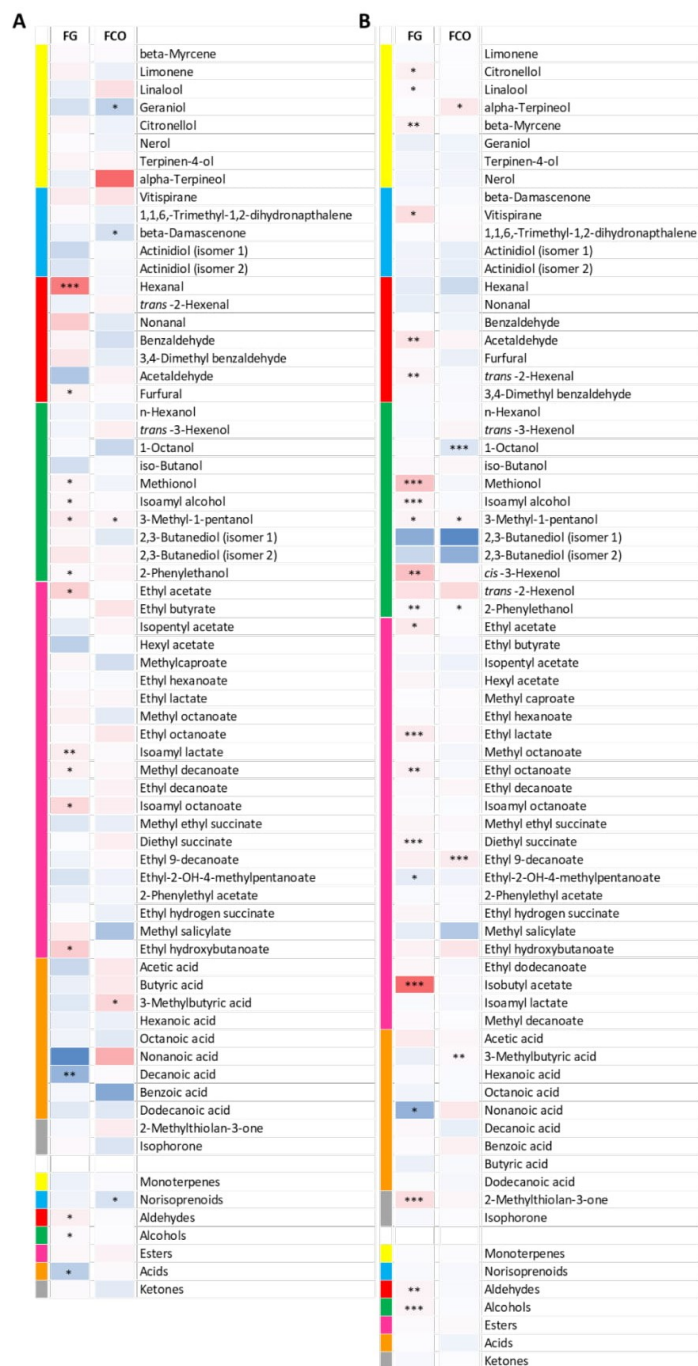 A
FG FCO
beta-Myrcene
Limonene
Linalool
* Geraniol
Citronellol
Nerol
Terpinen-4-ol
alpha-Terpineol
Vitispirane
1,1,6,-Trimethyl-1,2-dihydronapthalene
* beta-Damascenone
Actinidiol (isomer 1)
Actinidiol (isomer 2)
*** Hexanal
trans -2-Hexenal
Nonanal
Benzaldehyde
3,4-Dimethyl benzaldehyde
Acetaldehyde
* Furfural
n-Hexanol
trans -3-Hexenol
1-Octanol
iso-Butanol
* Methionol
* Isoamyl alcohol
* * 3-Methyl-1-pentanol
2,3-Butanediol (isomer 1)
2,3-Butanediol (isomer 2)
* 2-Phenylethanol
* Ethyl acetate
Ethyl butyrate
Isopentyl acetate
Hexyl acetate
Methylcaproate
Ethyl hexanoate
Ethyl lactate
Methyl octanoate
Ethyl octanoate
** Isoamyl lactate
* Methyl decanoate
Ethyl decanoate
* Isoamyl octanoate
Methyl ethyl succinate
Diethyl succinate
Ethyl 9-decanoate
Ethyl-2-OH-4-methylpentanoate
2-Phenylethyl acetate
Ethyl hydrogen succinate
Methyl salicylate
* Ethyl hydroxybutanoate
Acetic acid
Butyric acid
* 3-Methylbutyric acid
Hexanoic acid
Octanoic acid
Nonanoic acid
** Decanoic acid
Benzoic acid
Dodecanoic acid
2-Methylthiolan-3-one
Isophorone
Monoterpenes
* Norisoprenoids
* Aldehydes
* Alcohols
Esters
* Acids
Ketones
B
FG FCO
Limonene
* Citronellol
* Linalool
* alpha-Terpineol
** beta-Myrcene
Geraniol
Terpinen-4-ol
Nerol
beta-Damascenone
* Vitispirane
1,1,6,-Trimethyl-1,2-dihydronapthalene
Actinidiol (isomer 1)
Actinidiol (isomer 2)
Hexanal
Nonanal
Benzaldehyde
** Acetaldehyde
Furfural
** trans -2-Hexenal
3,4-Dimethyl benzaldehyde
n-Hexanol
trans -3-Hexenol
*** 1-Octanol
iso-Butanol
*** Methionol
*** Isoamyl alcohol
* * 3-Methyl-1-pentanol
2,3-Butanediol (isomer 1)
2,3-Butanediol (isomer 2)
** cis -3-Hexenol
trans -2-Hexenol
** * 2-Phenylethanol
* Ethyl acetate
Ethyl butyrate
Isopentyl acetate
Hexyl acetate
Methyl caproate
Ethyl hexanoate
*** Ethyl lactate
Methyl octanoate
** Ethyl octanoate
Ethyl decanoate
Isoamyl octanoate
Methyl ethyl succinate
*** Diethyl succinate
*** Ethyl 9-decanoate
* Ethyl-2-OH-4-methylpentanoate
2-Phenylethyl acetate
Ethyl hydrogen succinate
Methyl salicylate
Ethyl hydroxybutanoate
Ethyl dodecanoate
*** Isobutyl acetate
Isoamyl lactate
Methyl decanoate
Acetic acid
** 3-Methylbutyric acid
Hexanoic acid
Octanoic acid
* Nonanoic acid
Decanoic acid
Benzoic acid
Butyric acid
Dodecanoic acid
*** 2-Methylthiolan-3-one
Isophorone
Monoterpenes
Norisoprenoids
** Aldehydes
*** Alcohols
Esters
Acids
Ketones